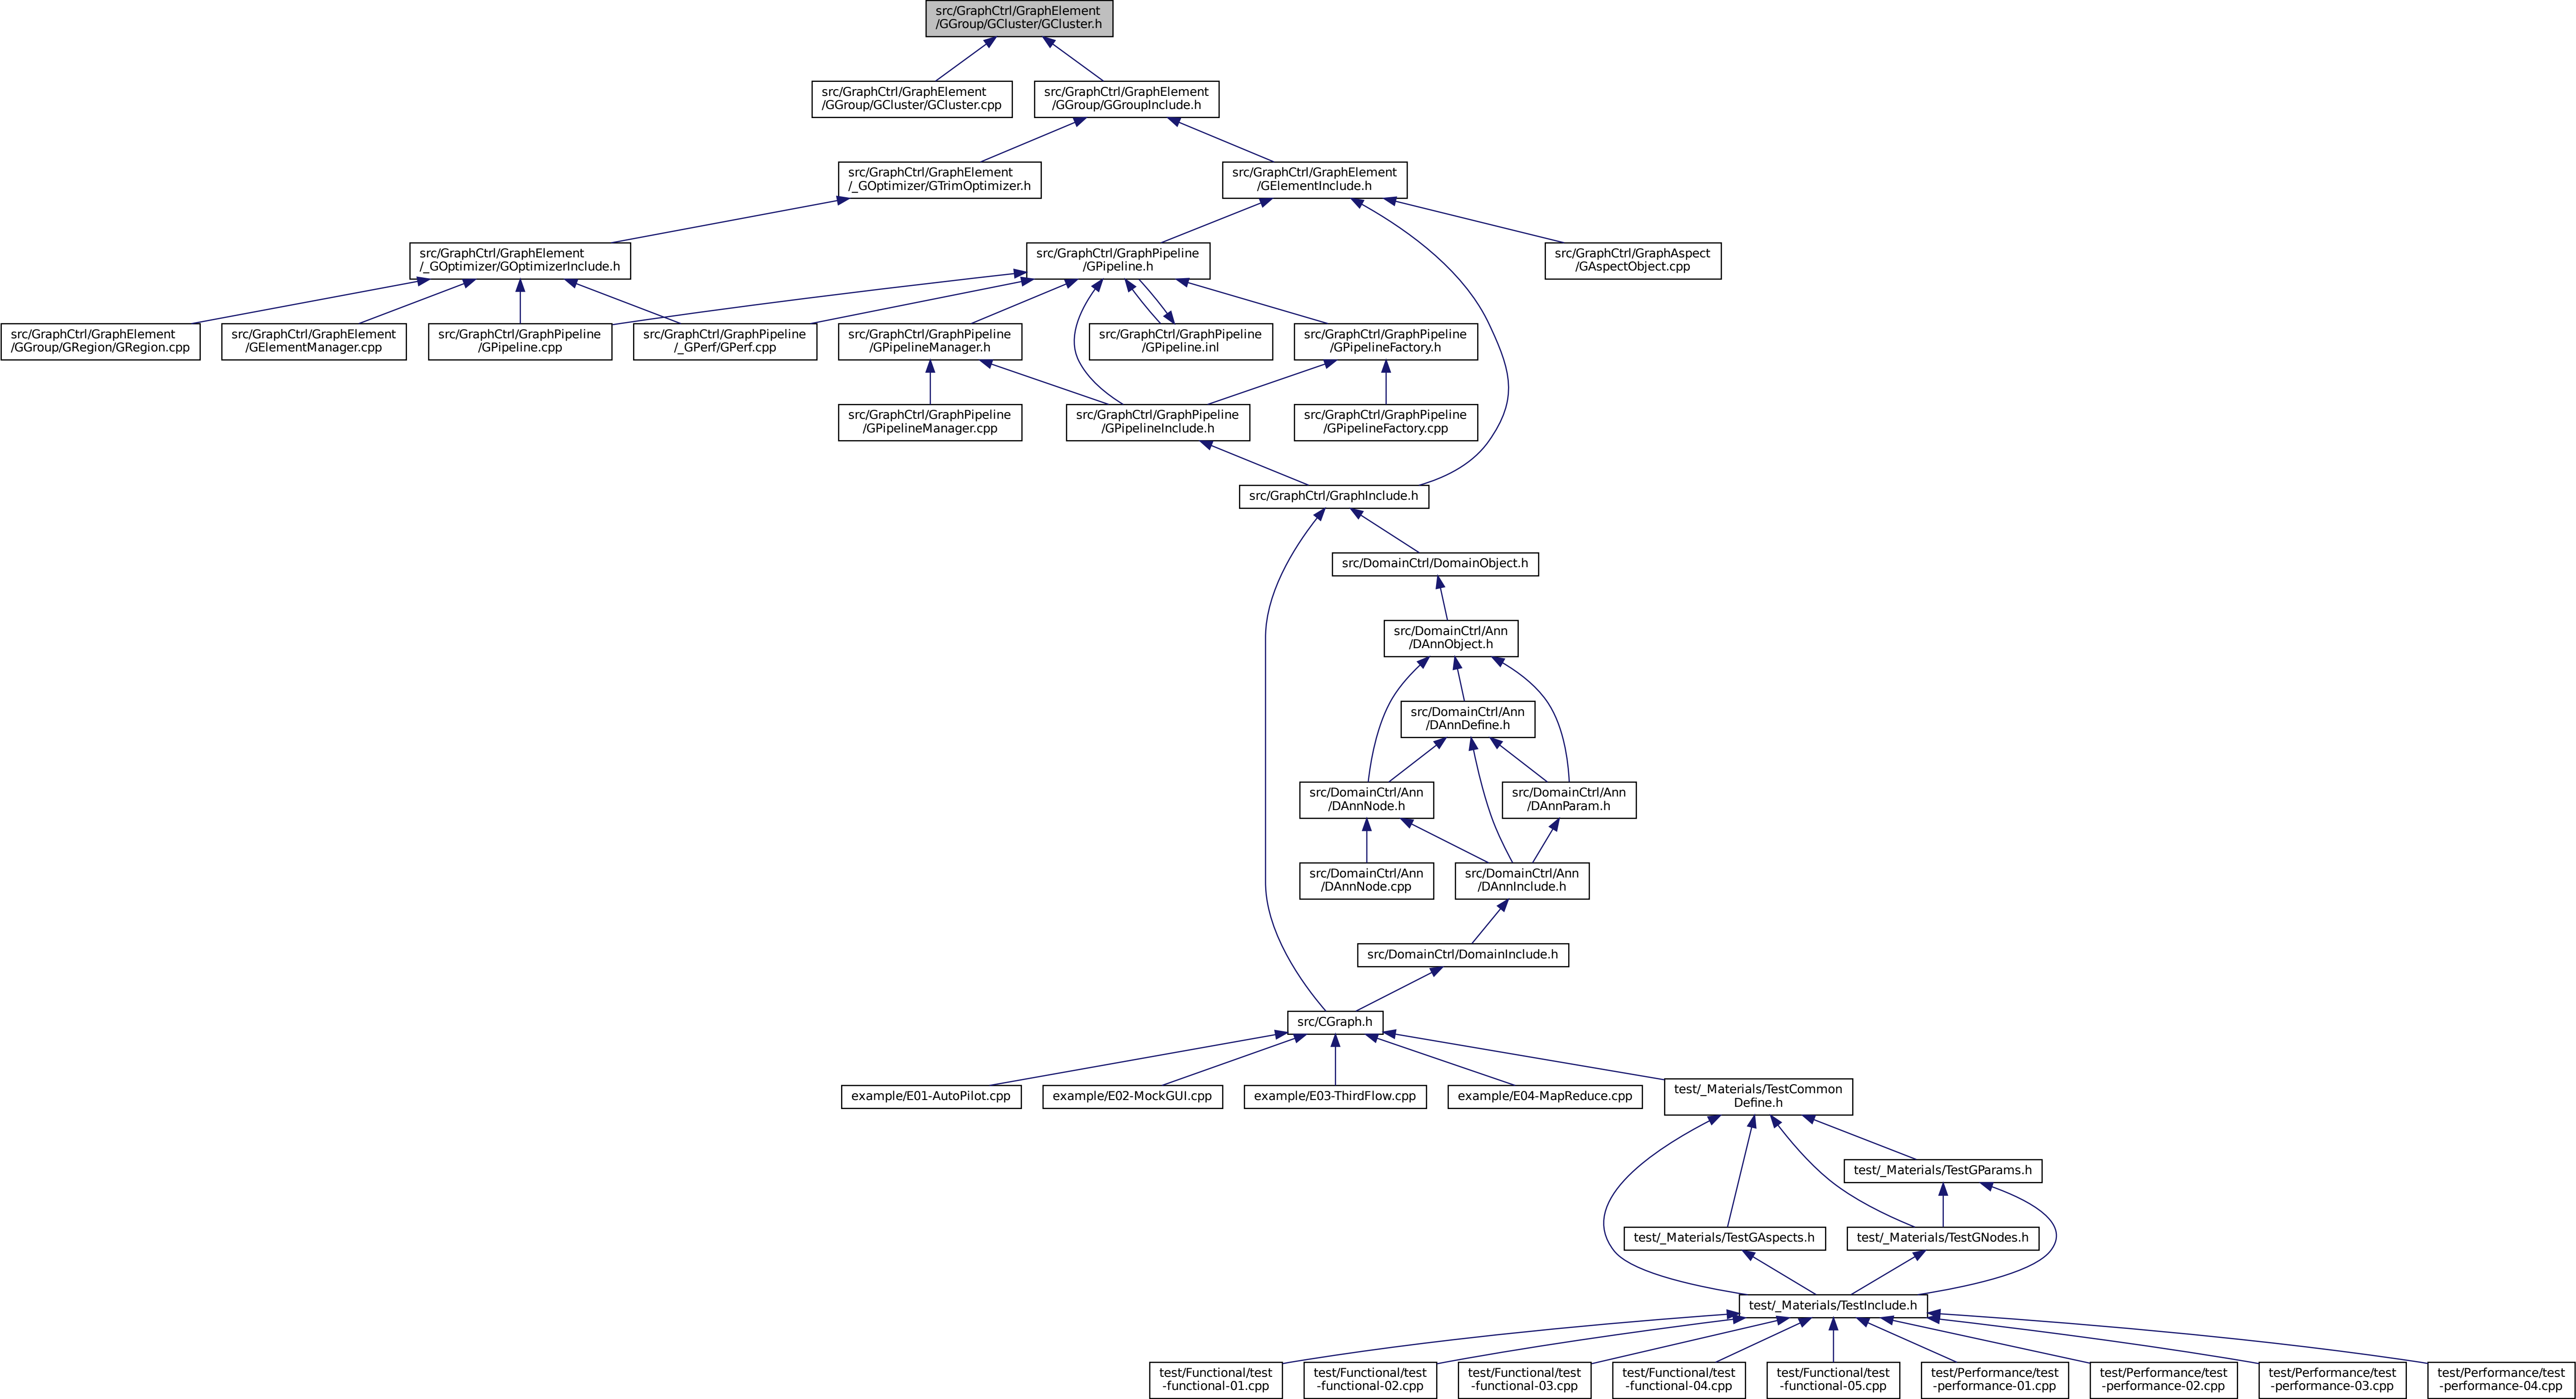 src/GraphCtrl/GraphElement
/GGroup/GCluster/GCluster.h
src/GraphCtrl/GraphElement
/GGroup/GCluster/GCluster.cpp
src/GraphCtrl/GraphElement
/GGroup/GGroupInclude.h
src/GraphCtrl/GraphElement
/_GOptimizer/GTrimOptimizer.h
src/GraphCtrl/GraphElement
/GElementInclude.h
src/GraphCtrl/GraphElement
/_GOptimizer/GOptimizerInclude.h
src/GraphCtrl/GraphPipeline
/GPipeline.h
src/GraphCtrl/GraphAspect
/GAspectObject.cpp
src/GraphCtrl/GraphElement
/GGroup/GRegion/GRegion.cpp
src/GraphCtrl/GraphElement
/GElementManager.cpp
src/GraphCtrl/GraphPipeline
/GPipeline.cpp
src/GraphCtrl/GraphPipeline
/_GPerf/GPerf.cpp
src/GraphCtrl/GraphPipeline
/GPipelineManager.h
src/GraphCtrl/GraphPipeline
/GPipeline.inl
src/GraphCtrl/GraphPipeline
/GPipelineFactory.h
src/GraphCtrl/GraphPipeline
/GPipelineManager.cpp
src/GraphCtrl/GraphPipeline
/GPipelineInclude.h
src/GraphCtrl/GraphPipeline
/GPipelineFactory.cpp
src/GraphCtrl/GraphInclude.h
src/DomainCtrl/DomainObject.h
src/DomainCtrl/Ann
/DAnnObject.h
src/DomainCtrl/Ann
/DAnnDefine.h
src/DomainCtrl/Ann
/DAnnNode.h
src/DomainCtrl/Ann
/DAnnParam.h
src/DomainCtrl/Ann
/DAnnNode.cpp
src/DomainCtrl/Ann
/DAnnInclude.h
src/DomainCtrl/DomainInclude.h
src/CGraph.h
example/E01-AutoPilot.cpp
example/E02-MockGUI.cpp
example/E03-ThirdFlow.cpp
example/E04-MapReduce.cpp
test/_Materials/TestCommon
Define.h
test/_Materials/TestGParams.h
test/_Materials/TestGAspects.h
test/_Materials/TestGNodes.h
test/_Materials/TestInclude.h
test/Functional/test
-functional-01.cpp
test/Functional/test
-functional-02.cpp
test/Functional/test
-functional-03.cpp
test/Functional/test
-functional-04.cpp
test/Functional/test
-functional-05.cpp
test/Performance/test
-performance-01.cpp
test/Performance/test
-performance-02.cpp
test/Performance/test
-performance-03.cpp
test/Performance/test
-performance-04.cpp